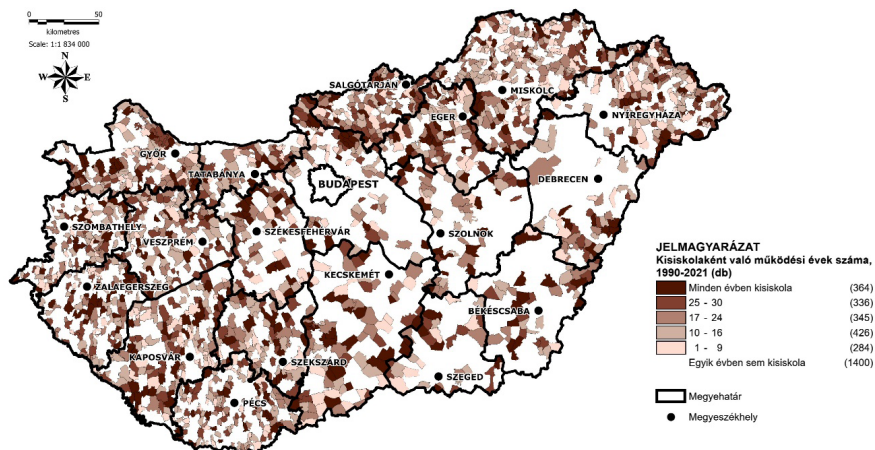 0 50
kilometres
Scale: 1:1 834 000
N
W E
S
SALGÓTARJÁN
MISKOLC
EGER
NYÍREGYHÁZA
GYŐR
TATABÁNYA
BUDAPEST
DEBRECEN
SZOMBATHELY
VESZPRÉM
SZÉKESFEHÉRVÁR
SZOLNOK
ZALAEGERSZEG
KECSKEMÉT
BÉKÉSCSABA
KAPOSVÁR
SZEKSZÁRD
SZEGED
PÉCS
JELMAGYARÁZAT
Kisiskolaként való működési évek száma,
1990-2021 (db)
Minden évben kisiskola (364)
25 - 30 (336)
17 - 24 (345)
10 - 16 (426)
1 - 9 (284)
Egyik évben sem kisiskola (1400)
Megyehatár
Megyeszékhely